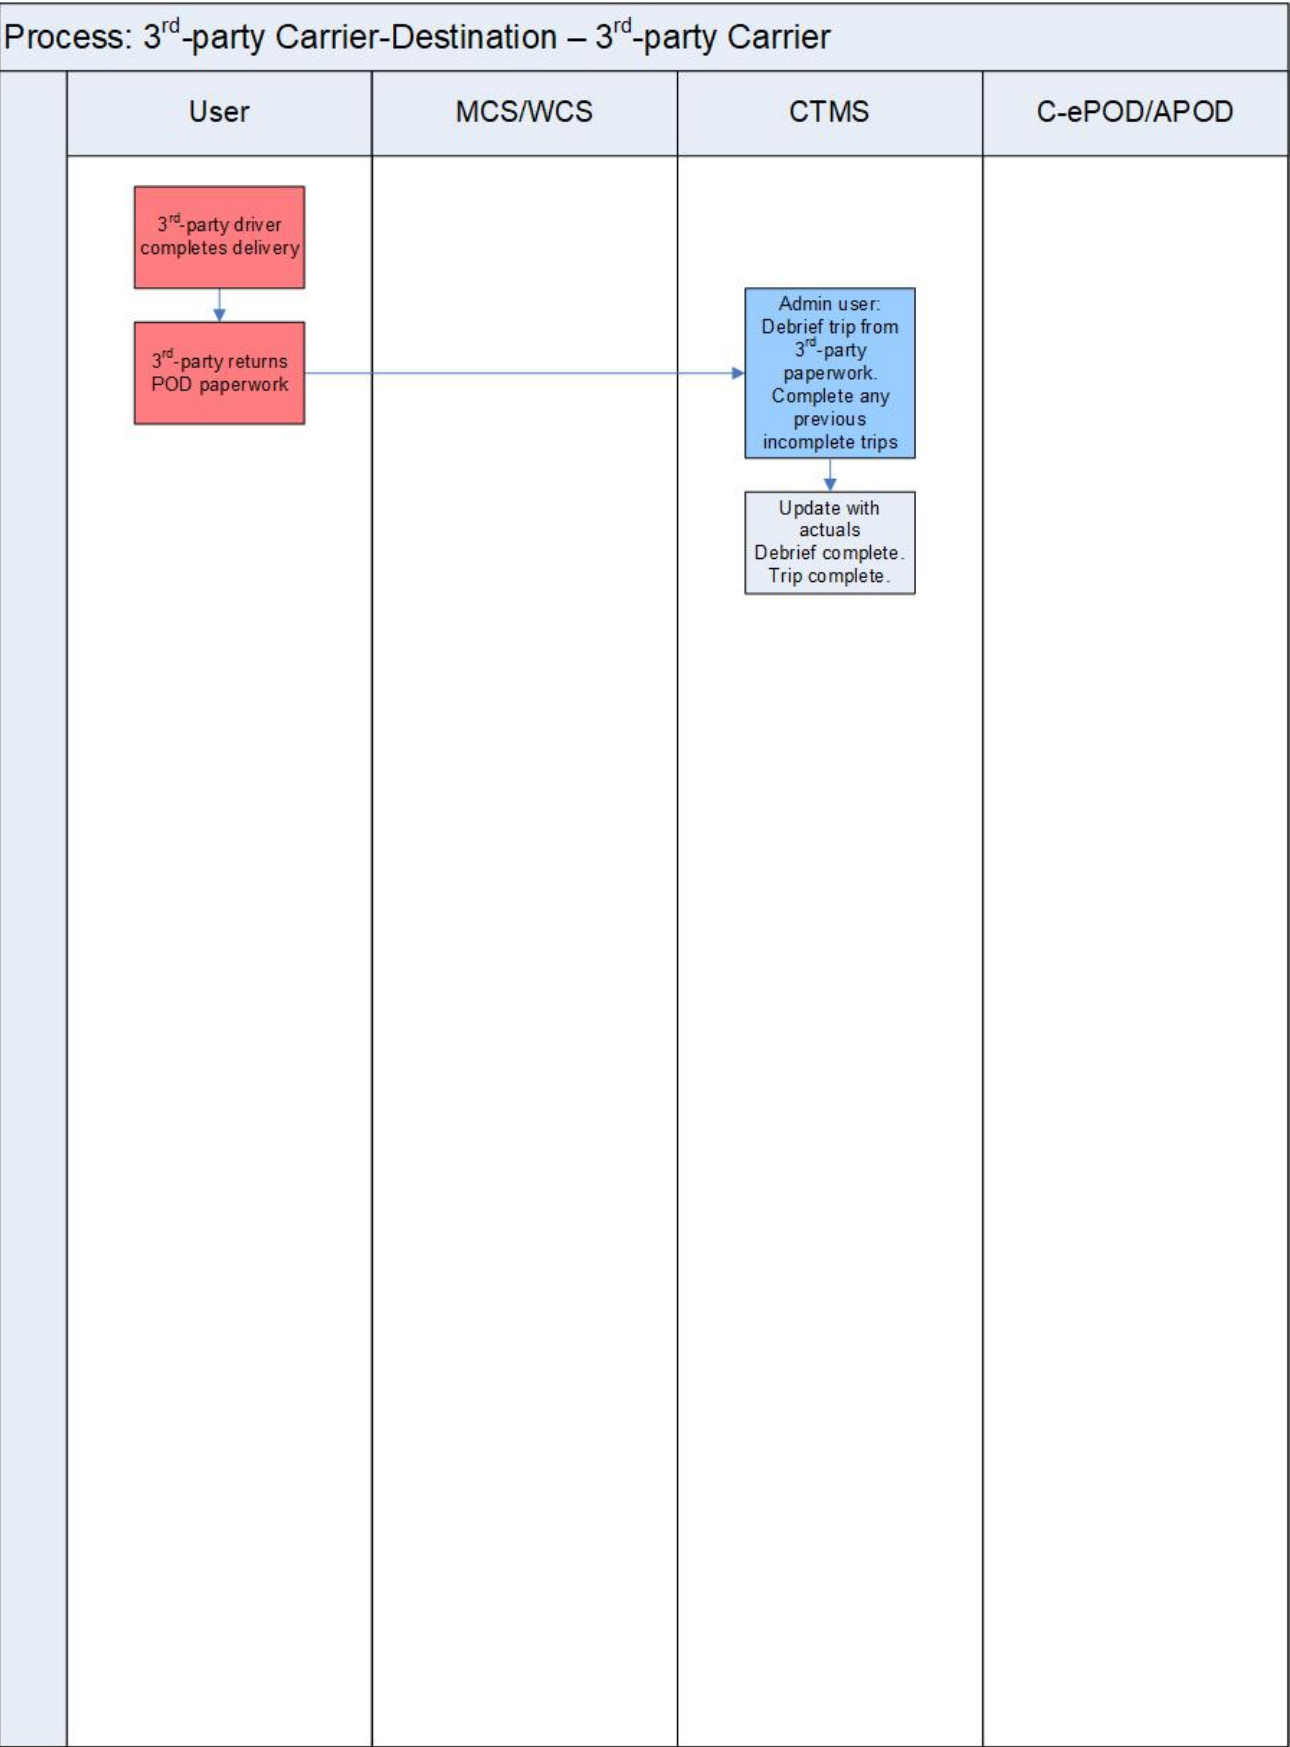 Process: 3rd-party Carrier-Destination – 3rd-party Carrier
User
MCS/WCS
CTMS
C-ePOD/APOD
3rd-party driver
completes delivery
3rd-party returns
POD paperwork
Admin user:
Debrief trip from
3rd-party
paperwork.
Complete any
previous
incomplete trips
Update with
actuals
Debrief complete.
Trip complete.